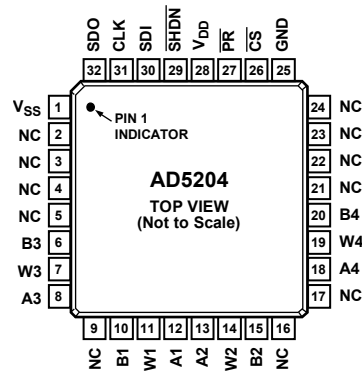 SDO CLK SDI SHDN VDD PR CS GND
32 31 30 29 28 27 26 25
VSS 1
NC 2
NC 3
NC 4
NC 5
B3 6
W3 7
A3 8
PIN 1
INDICATOR
AD5204
TOP VIEW
(Not to Scale)
24 NC
23 NC
22 NC
21 NC
20 B4
19 W4
18 A4
17 NC
9 10 11 12 13 14 15 16
NC B1 W1 A1 A2 W2 B2 NC